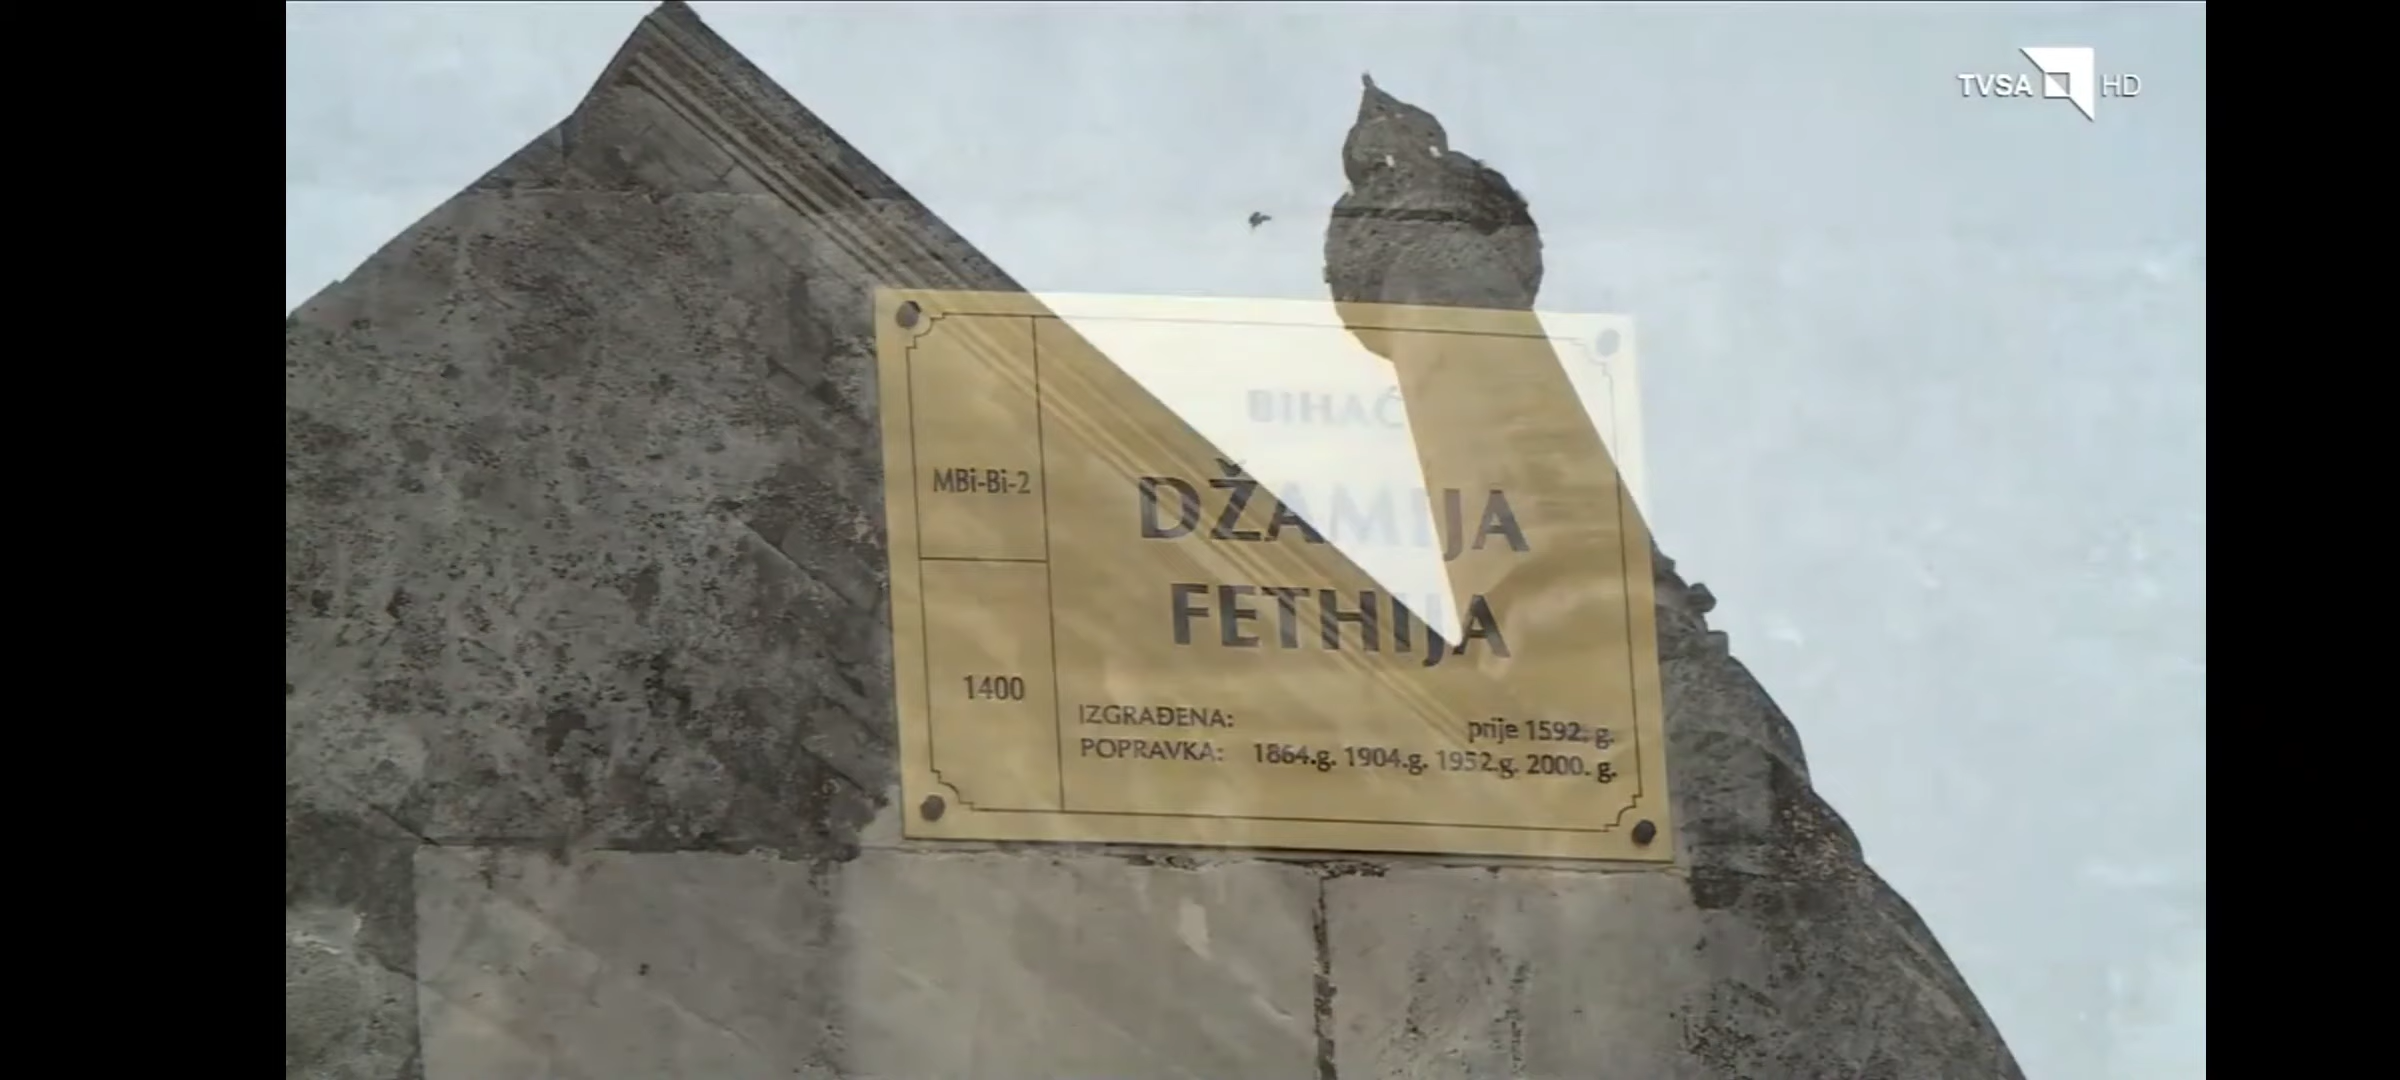 TVSA HD
BIHAĆ
MBi-Bi-2
DŽAMIJA
FETHIJA
1400
IZGRAĐENA: prije 1592. g.
POPRAVKA: 1864.g. 1904.g. 1952.g. 2000. g.